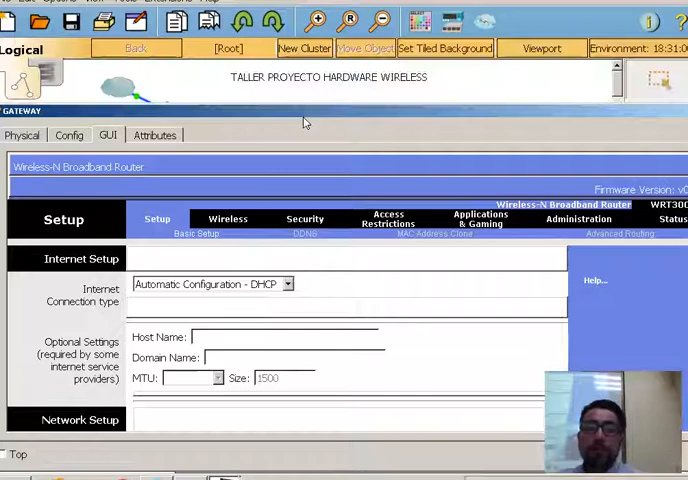 Logical
Back
[Root]
New Cluster
Move Object
Set Tiled Background
Viewport
Environment: 18:31:0
TALLER PROYECTO HARDWARE WIRELESS
GATEWAY
Physical
Config
GUI
Attributes
Wireless-N Broadband Router
Firmware Version: v0
Wireless-N Broadband Router
WRT300
Setup
Setup
Wireless
Security
Access
Restrictions
Applications
& Gaming
Administration
Status
Basic Setup
DDNS
MAC Address Clone
Advanced Routing
Internet Setup
Internet
Connection type
Automatic Configuration - DHCP
Help...
Optional Settings
(required by some
internet service
providers)
Host Name:
Domain Name:
MTU:
Size:
1500
Network Setup
Top